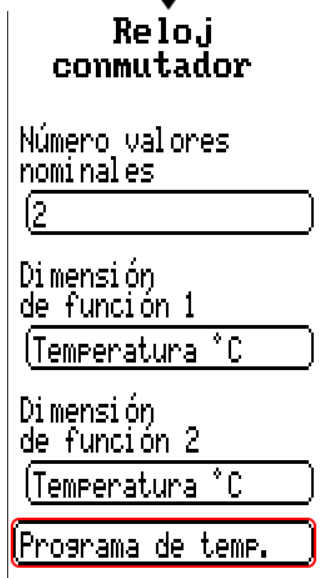 Reloj
conmutador
Número valores
nominales
2
Dimensión
de función 1
Temperatura °C
Dimensión
de función 2
Temperatura °C
Programa de temp.